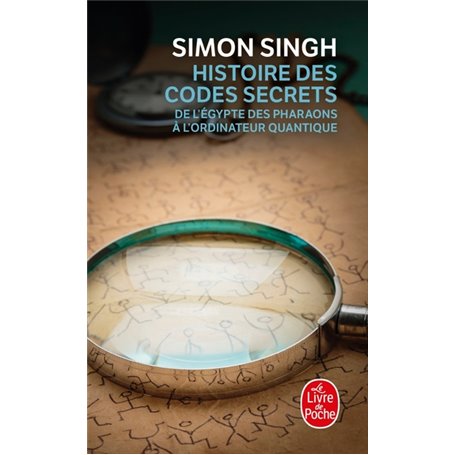 SIMON SINGH
HISTOIRE DES
CODES SECRETS
DE L'ÉGYPTE DES PHARAONS
À L'ORDINATEUR QUANTIQUE
Le
Livre
de
Poche